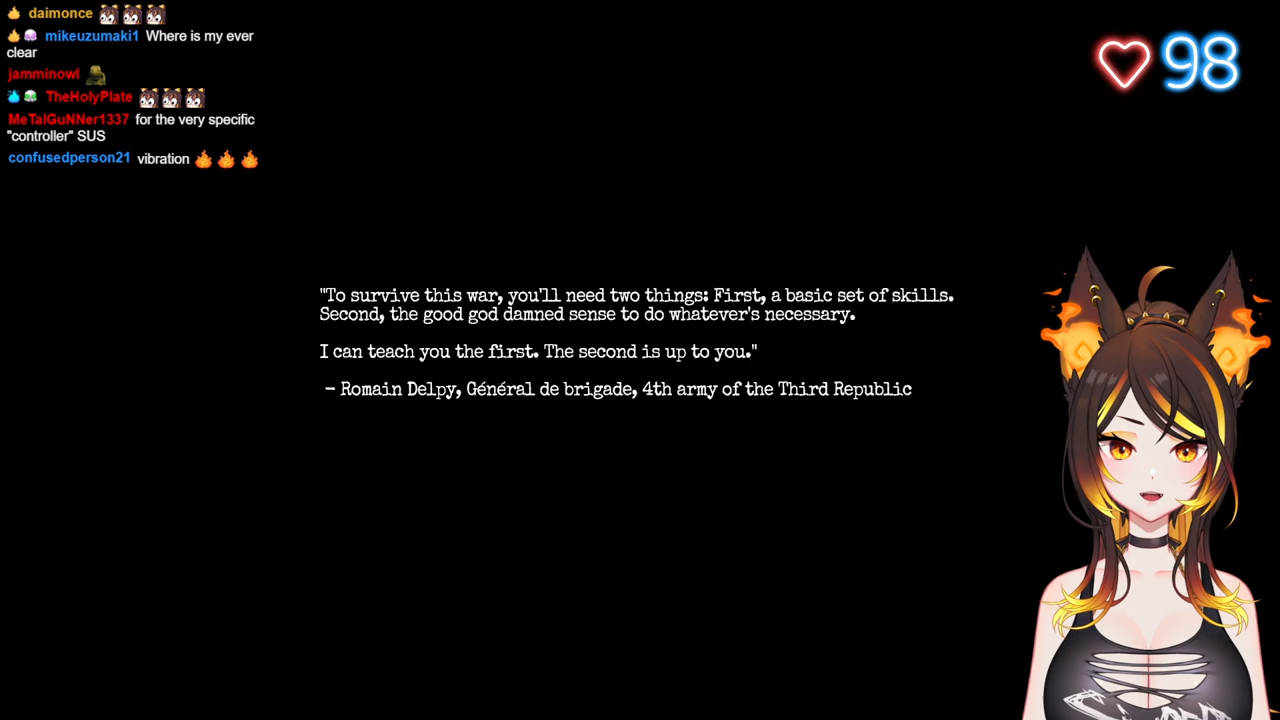 daimonce
mikeuzumaki1 Where is my ever
clear
jamminowl
TheHolyPlate
MeTalGuNNer1337 for the very specific
"controller" SUS
confusedperson21 vibration
98
"To survive this war, you'll need two things: First, a basic set of skills.
Second, the good god damned sense to do whatever's necessary.
I can teach you the first. The second is up to you."
- Romain Delpy, Général de brigade, 4th army of the Third Republic